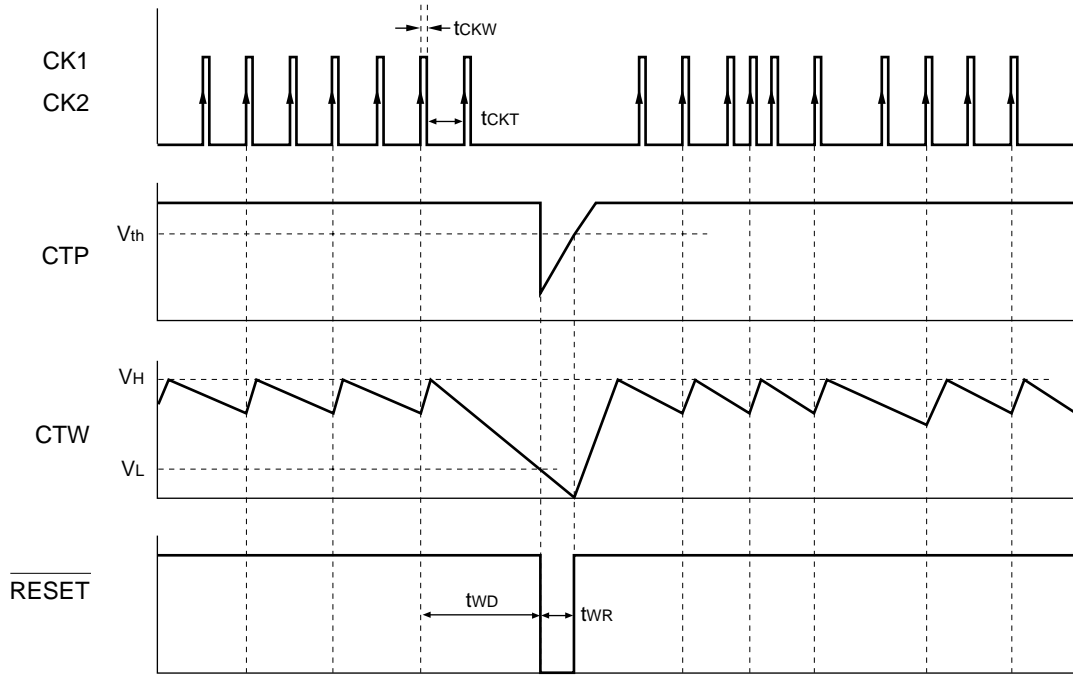 tCKW
CK1
CK2
tCKT
Vth
CTP
VH
CTW
VL
RESET
tWD
tWR